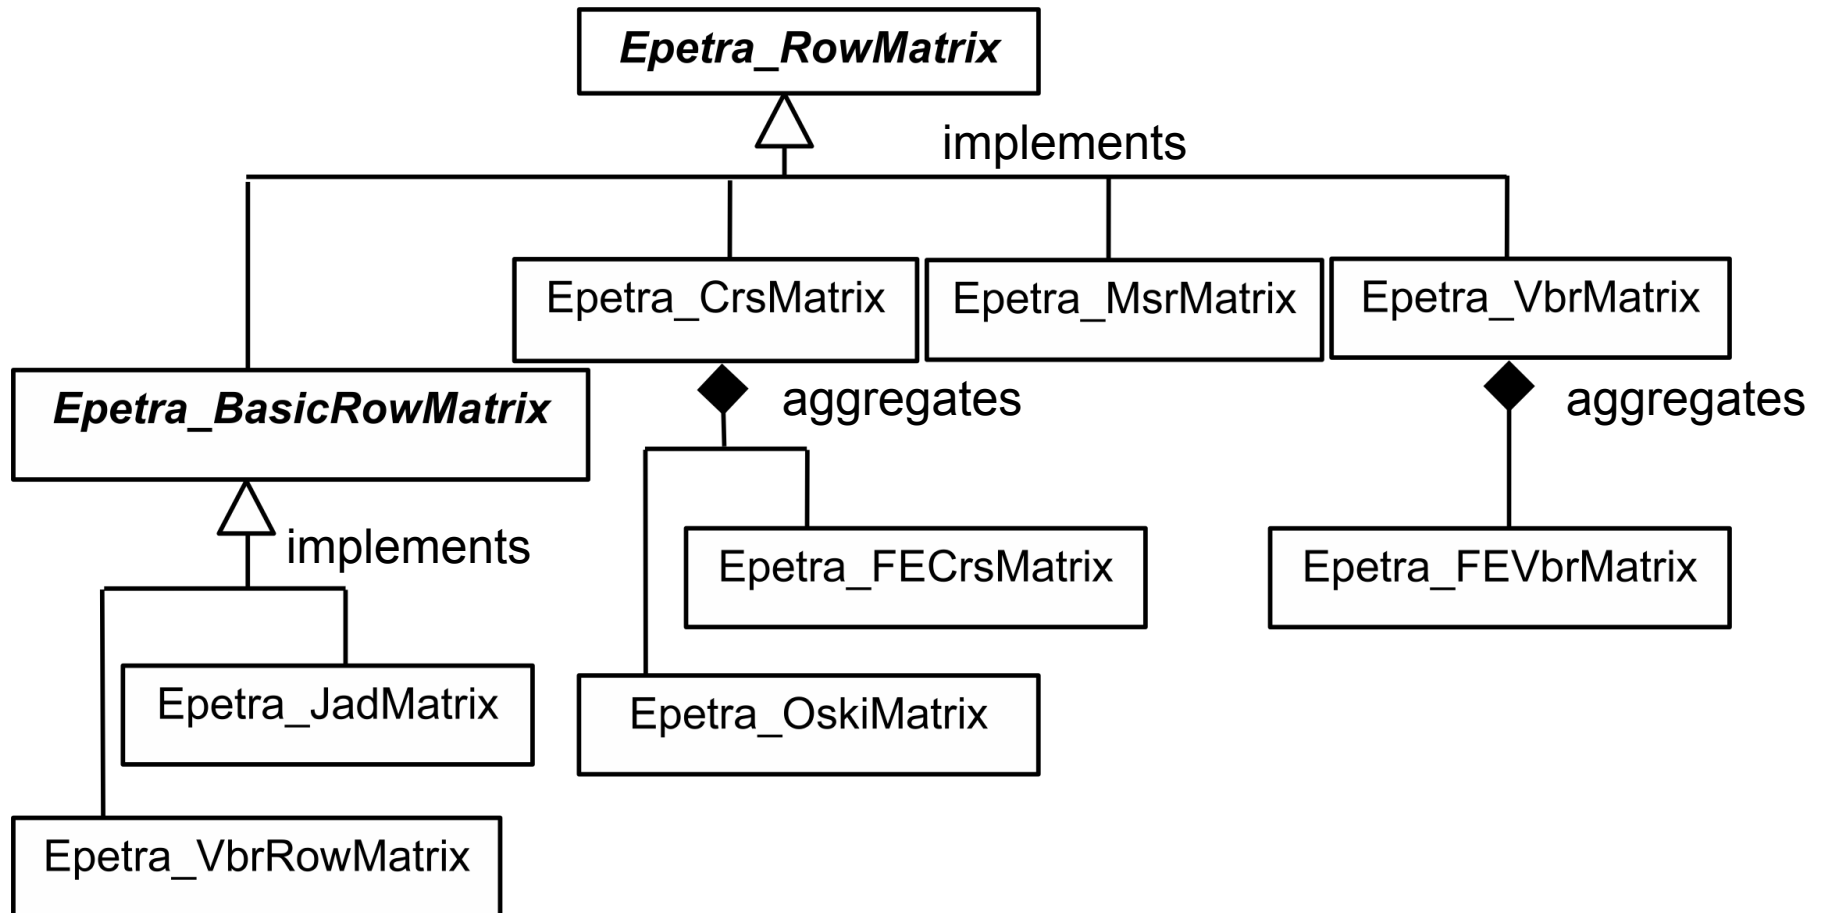 Epetra_RowMatrix
implements
Epetra_CrsMatrix
Epetra_MsrMatrix
Epetra_VbrMatrix
Epetra_BasicRowMatrix
aggregates
aggregates
implements
Epetra_FECrsMatrix
Epetra_FEVbrMatrix
Epetra_JadMatrix
Epetra_OskiMatrix
Epetra_VbrRowMatrix